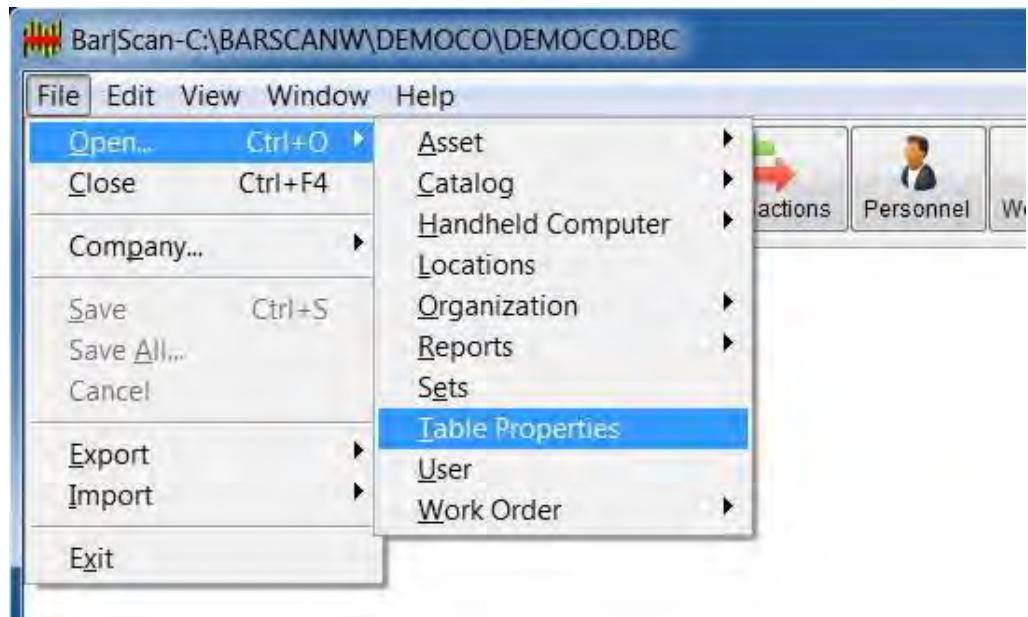 Bar|Scan-C:\BARSCANW\DEMOCO\DEMOCO.DBC
File Edit View Window Help
Open... Ctrl+O
Close Ctrl+F4
Company...
Save Ctrl+S
Save All...
Cancel
Export
Import
Exit
Asset
Catalog
Handheld Computer
Locations
Organization
Reports
Sets
Table Properties
User
Work Order
actions
Personnel